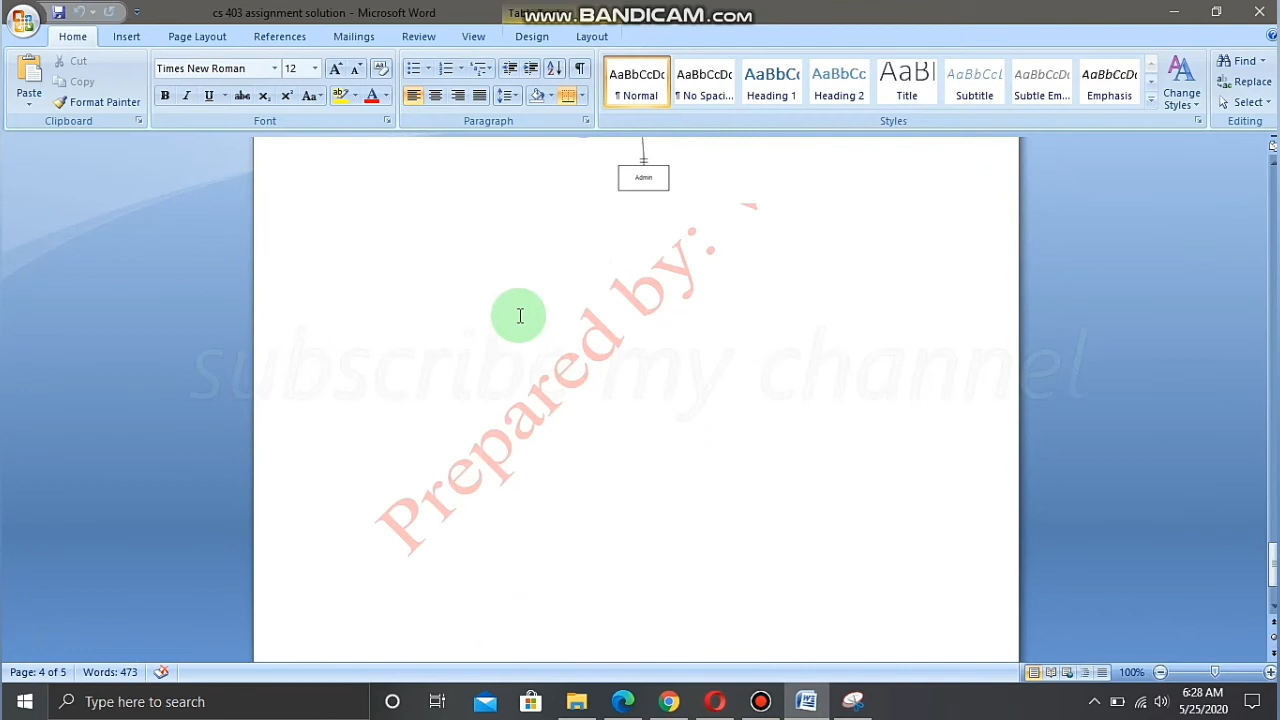 cs 403 assignment solution - Microsoft Word
www.BANDICAM.com
Home Insert Page Layout References Mailings Review View Design Layout
Cut
Copy
Format Painter
Paste
Clipboard
Times New Roman 12
Font
Paragraph
AaBbCcDc AaBbCcDc AaBbCc AaBbCc AaB AaBbCcL AaBbCcDc AaBbCcDc
¶ Normal ¶ No Spaci... Heading 1 Heading 2 Title Subtitle Subtle Em... Emphasis
Change Styles
Styles
Find
Replace
Select
Editing
Admin
Prepared by:
subscribe my channel
Page: 4 of 5 Words: 473 100%
Type here to search
6:28 AM
5/25/2020